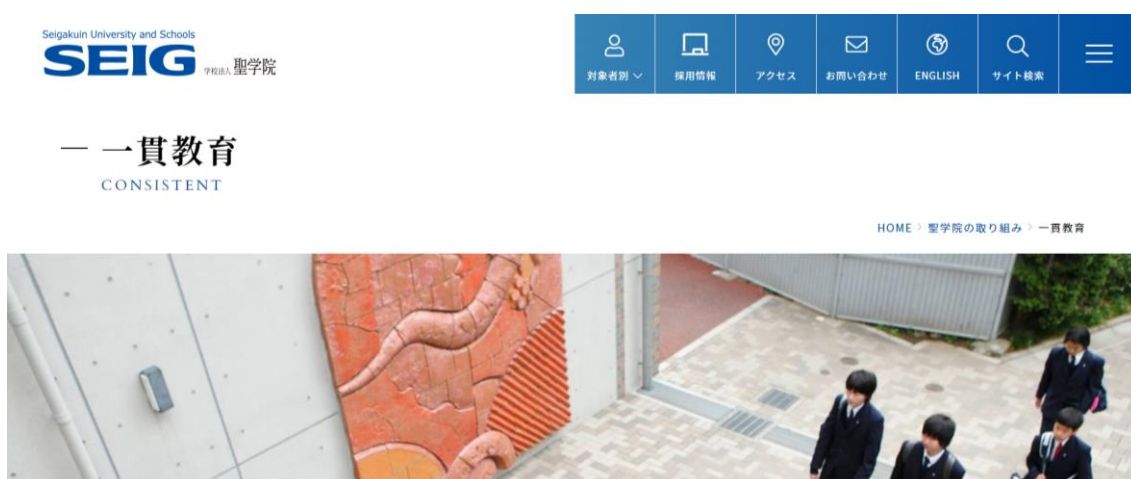 Seigakuin University and Schools
SEIG 学校法人 聖学院
対象者別
採用情報
アクセス
お問い合わせ
ENGLISH
サイト検索
一貫教育
CONSISTENT
HOME > 聖学院の取り組み > 一貫教育